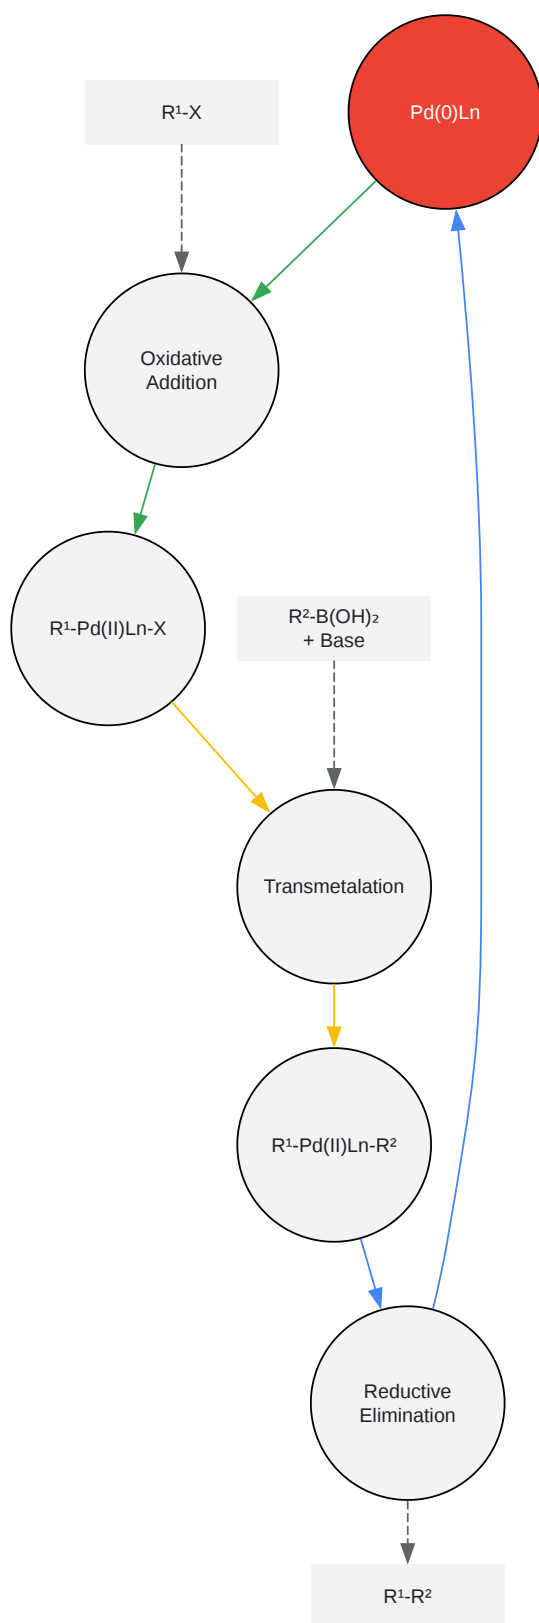 Pd(0)Ln
R¹-X
Oxidative
Addition
R¹-Pd(II)Ln-X
R²-B(OH)₂
+ Base
Transmetalation
R¹-Pd(II)Ln-R²
Reductive
Elimination
R¹-R²